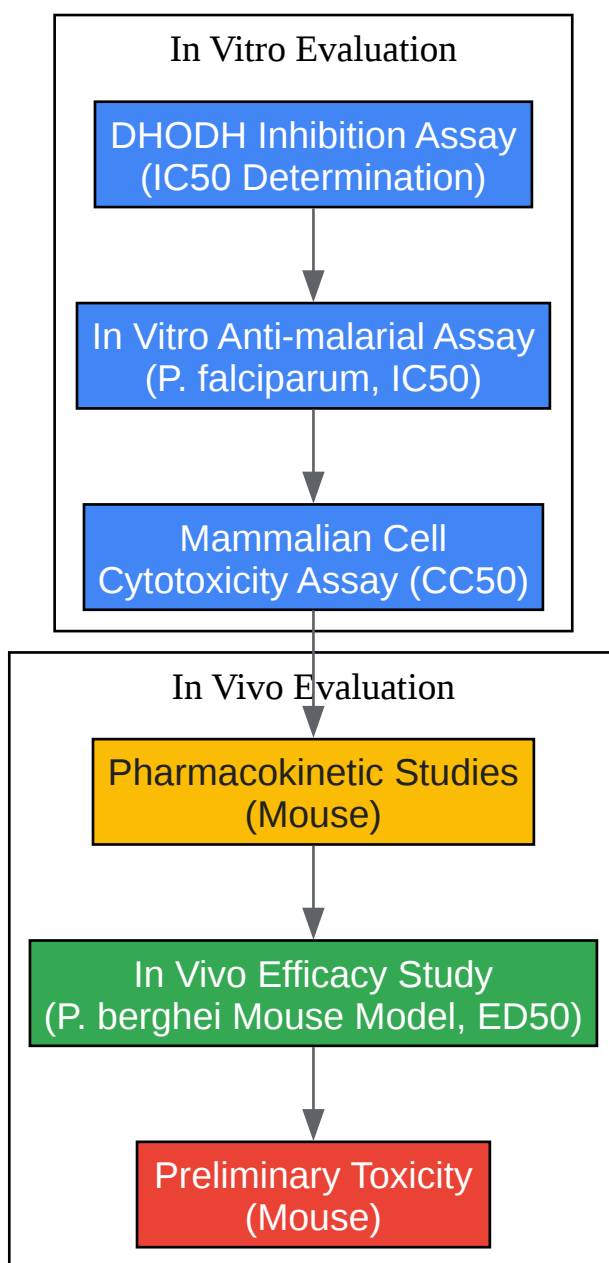 In Vitro Evaluation
DHODH Inhibition Assay
(IC50 Determination)
In Vitro Anti-malarial Assay
(P. falciparum, IC50)
Mammalian Cell
Cytotoxicity Assay (CC50)
In Vivo Evaluation
Pharmacokinetic Studies
(Mouse)
In Vivo Efficacy Study
(P. berghei Mouse Model, ED50)
Preliminary Toxicity
(Mouse)